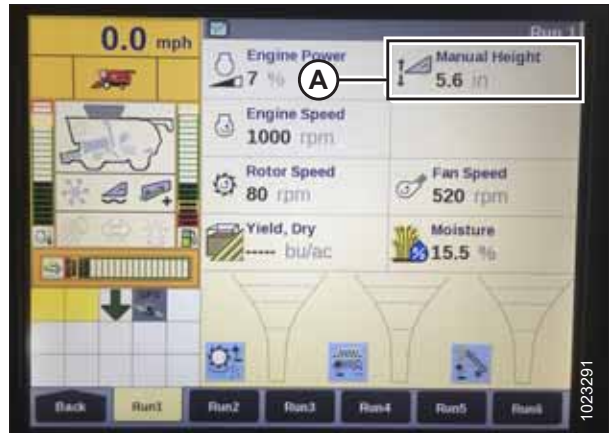 0.0 mph
Run 1
Engine Power
7 %
A
Manual Height
5.6 in
Engine Speed
1000 rpm
Rotor Speed
80 rpm
Fan Speed
520 rpm
Yield, Dry
----- bu/ac
Moisture
15.5 %
Back
Run1
Run2
Run3
Run4
Run5
Run6
1023291